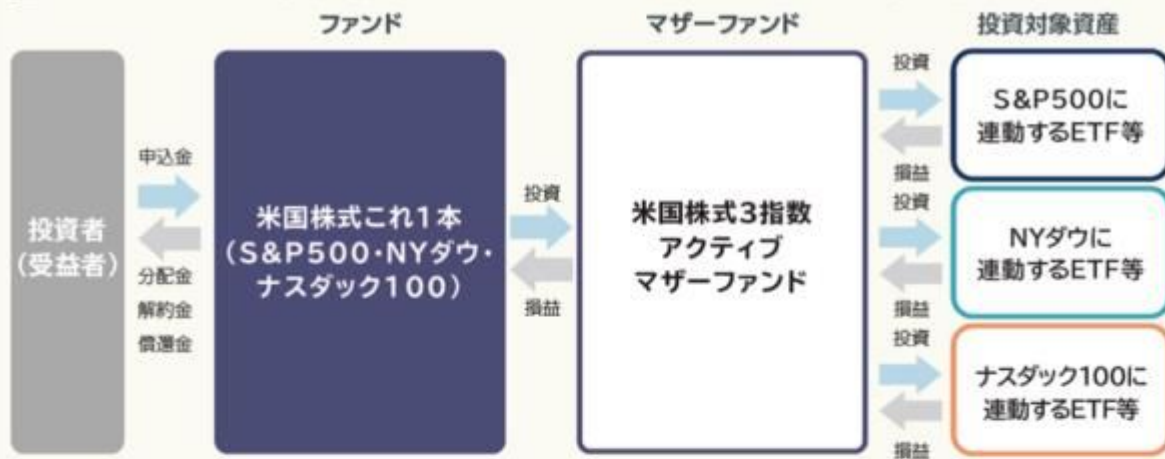 ファンド
マザーファンド
投資対象資産
投資者
(受益者)
申込金
分配金
解約金
償還金
米国株式これ1本
(S&P500・NYダウ・
ナスダック100)
投資
損益
米国株式3指数
アクティブ
マザーファンド
投資
損益
S&P500に
連動するETF等
投資
損益
NYダウに
連動するETF等
投資
損益
ナスダック100に
連動するETF等